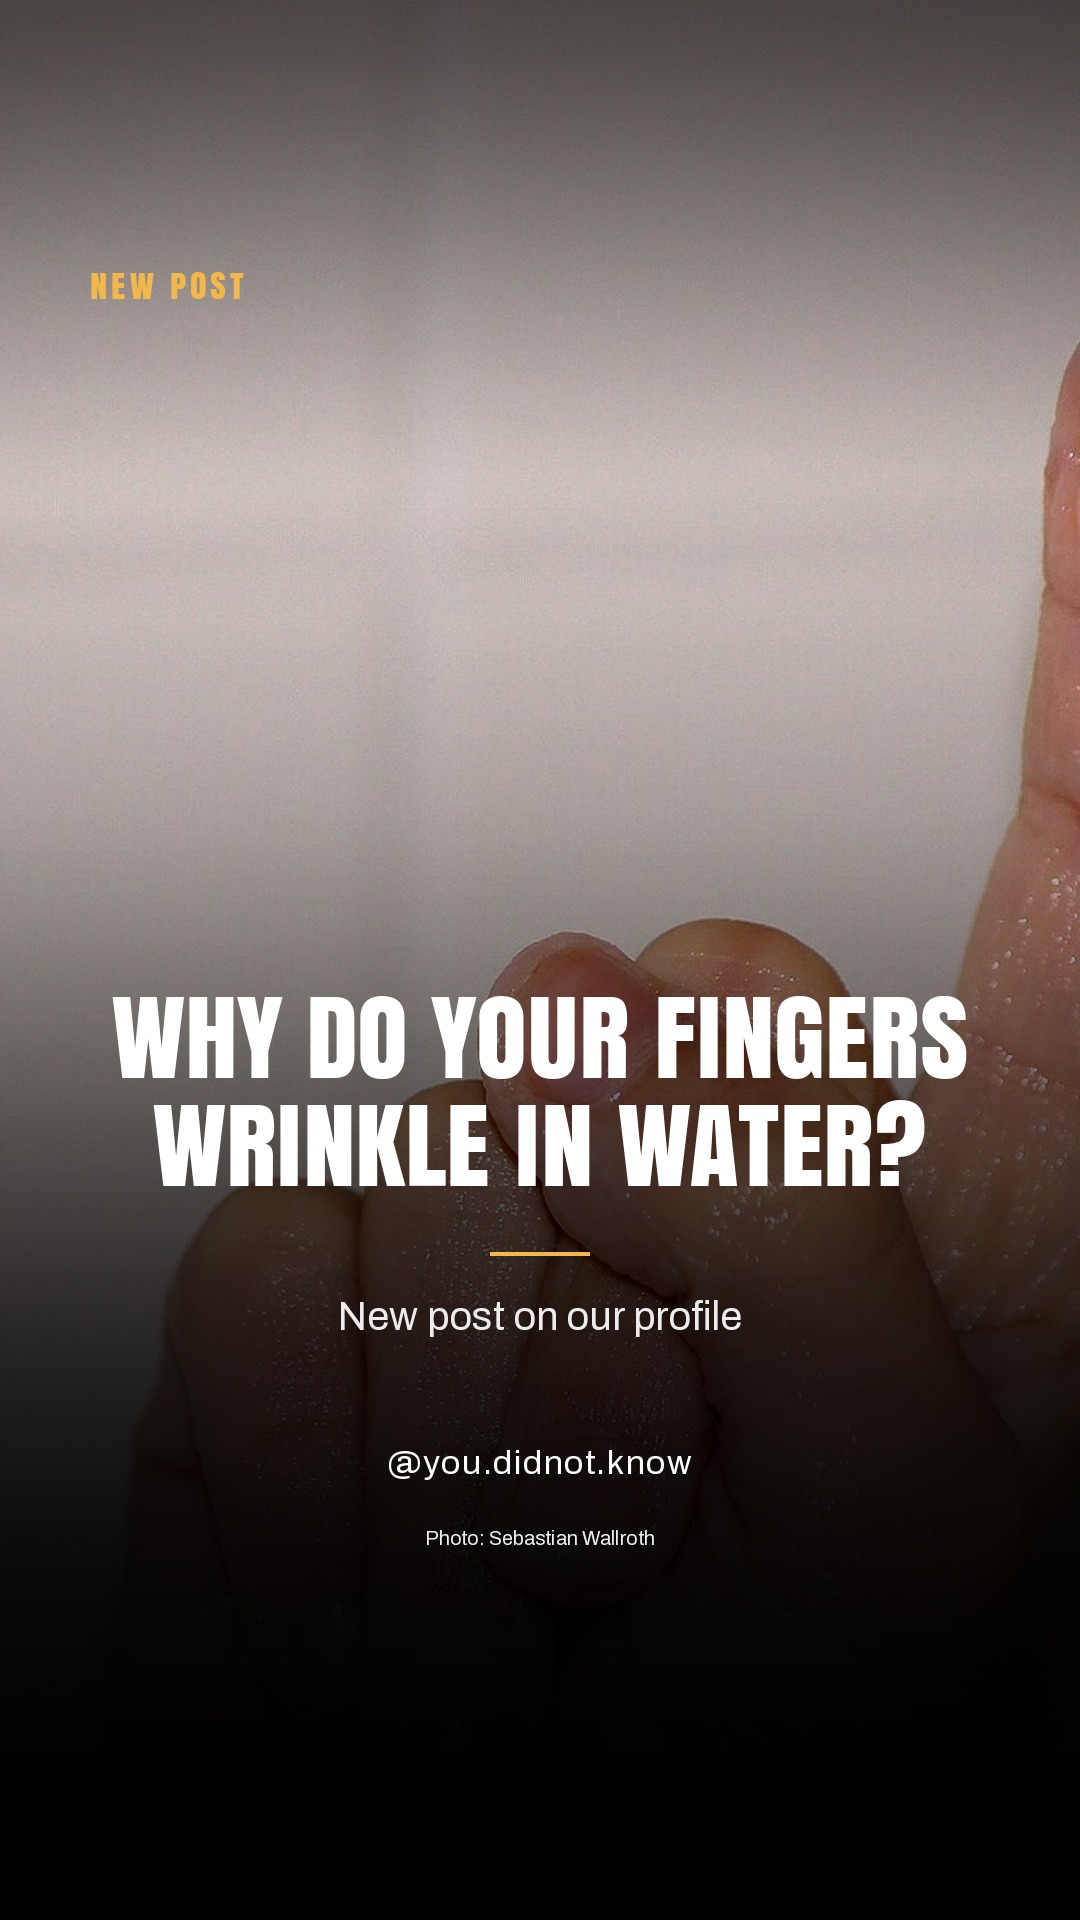 NEW POST
WHY DO YOUR FINGERS
WRINKLE IN WATER?
New post on our profile
@you.didnot.know
Photo: Sebastian Wallroth